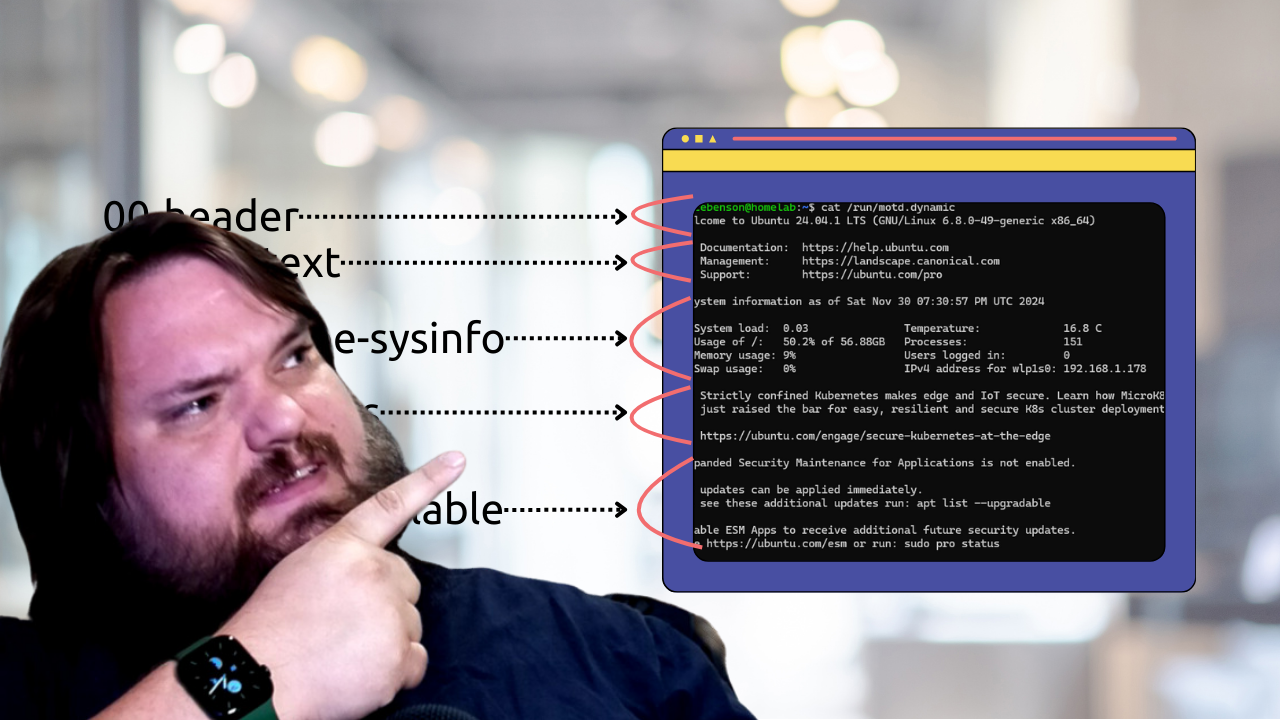 00-header
ext
e-sysinfo
lable
ebenson@homelab:~$ cat /run/motd.dynamic
lcome to Ubuntu 24.04.1 LTS (GNU/Linux 6.8.0-49-generic x86_64)
Documentation: https://help.ubuntu.com
Management: https://landscape.canonical.com
Support: https://ubuntu.com/pro
ystem information as of Sat Nov 30 07:30:57 PM UTC 2024
System load: 0.03 Temperature: 16.8 C
Usage of /: 50.2% of 56.88GB Processes: 151
Memory usage: 9% Users logged in: 0
Swap usage: 0% IPv4 address for wlp1s0: 192.168.1.178
Strictly confined Kubernetes makes edge and IoT secure. Learn how MicroK8
just raised the bar for easy, resilient and secure K8s cluster deployment
https://ubuntu.com/engage/secure-kubernetes-at-the-edge
panded Security Maintenance for Applications is not enabled.
updates can be applied immediately.
see these additional updates run: apt list --upgradable
able ESM Apps to receive additional future security updates.
e https://ubuntu.com/esm or run: sudo pro status